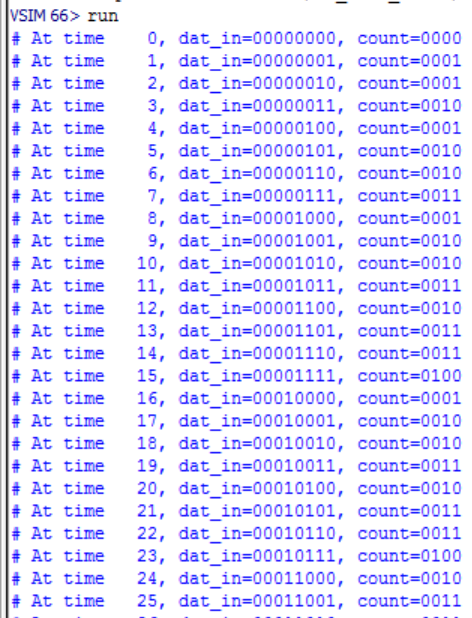 VSIM 66> run
# At time    0, dat_in=00000000, count=0000
# At time    1, dat_in=00000001, count=0001
# At time    2, dat_in=00000010, count=0001
# At time    3, dat_in=00000011, count=0010
# At time    4, dat_in=00000100, count=0001
# At time    5, dat_in=00000101, count=0010
# At time    6, dat_in=00000110, count=0010
# At time    7, dat_in=00000111, count=0011
# At time    8, dat_in=00001000, count=0001
# At time    9, dat_in=00001001, count=0010
# At time   10, dat_in=00001010, count=0010
# At time   11, dat_in=00001011, count=0011
# At time   12, dat_in=00001100, count=0010
# At time   13, dat_in=00001101, count=0011
# At time   14, dat_in=00001110, count=0011
# At time   15, dat_in=00001111, count=0100
# At time   16, dat_in=00010000, count=0001
# At time   17, dat_in=00010001, count=0010
# At time   18, dat_in=00010010, count=0010
# At time   19, dat_in=00010011, count=0011
# At time   20, dat_in=00010100, count=0010
# At time   21, dat_in=00010101, count=0011
# At time   22, dat_in=00010110, count=0011
# At time   23, dat_in=00010111, count=0100
# At time   24, dat_in=00011000, count=0010
# At time   25, dat_in=00011001, count=0011